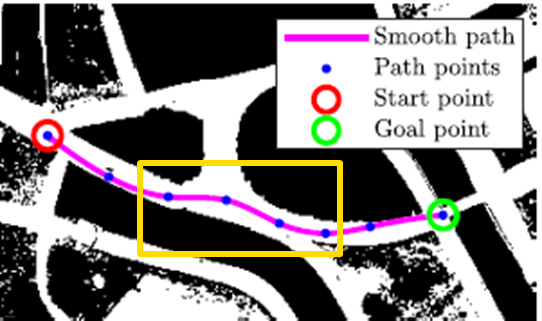 Smooth path
Path points
Start point
Goal point